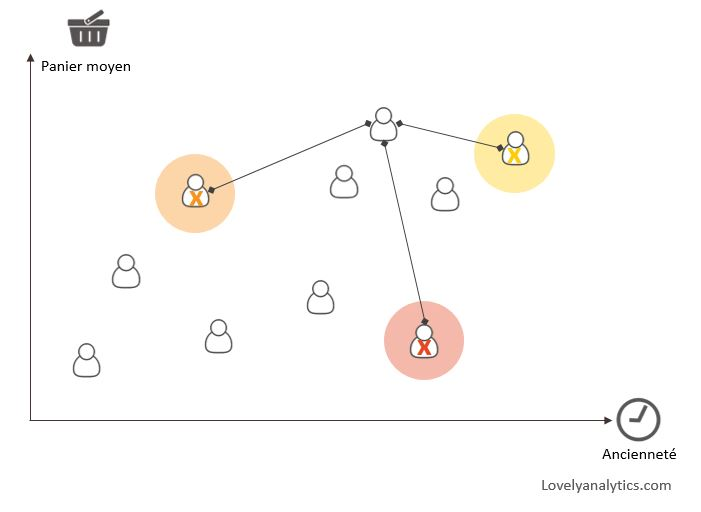 Panier moyen
X
X
X
Ancienneté
Lovelyanalytics.com